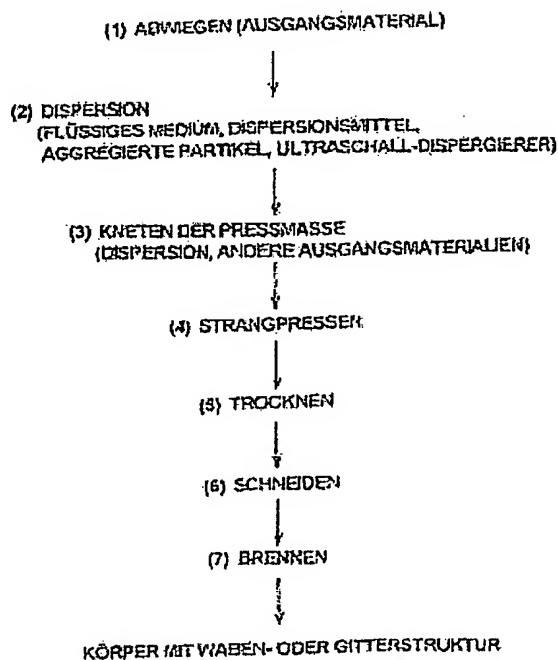 (1) ABWIEGEN (AUSGANGSMATERIAL)
(2) DISPERSION
(FLÜSSIGES MEDIUM, DISPERSIONSMITTEL,
AGGREGIERTE PARTIKEL, ULTRASCHALL-DISPERGIERER)
(3) KNETEN DER PRESSMASSE
(DISPERSION, ANDERE AUSGANGSMATERIALIEN)
(4) STRANGPRESSEN
(5) TROCKNEN
(6) SCHNEIDEN
(7) BRENNEN
KÖRPER MIT WABEN- ODER GITTERSTRUKTUR